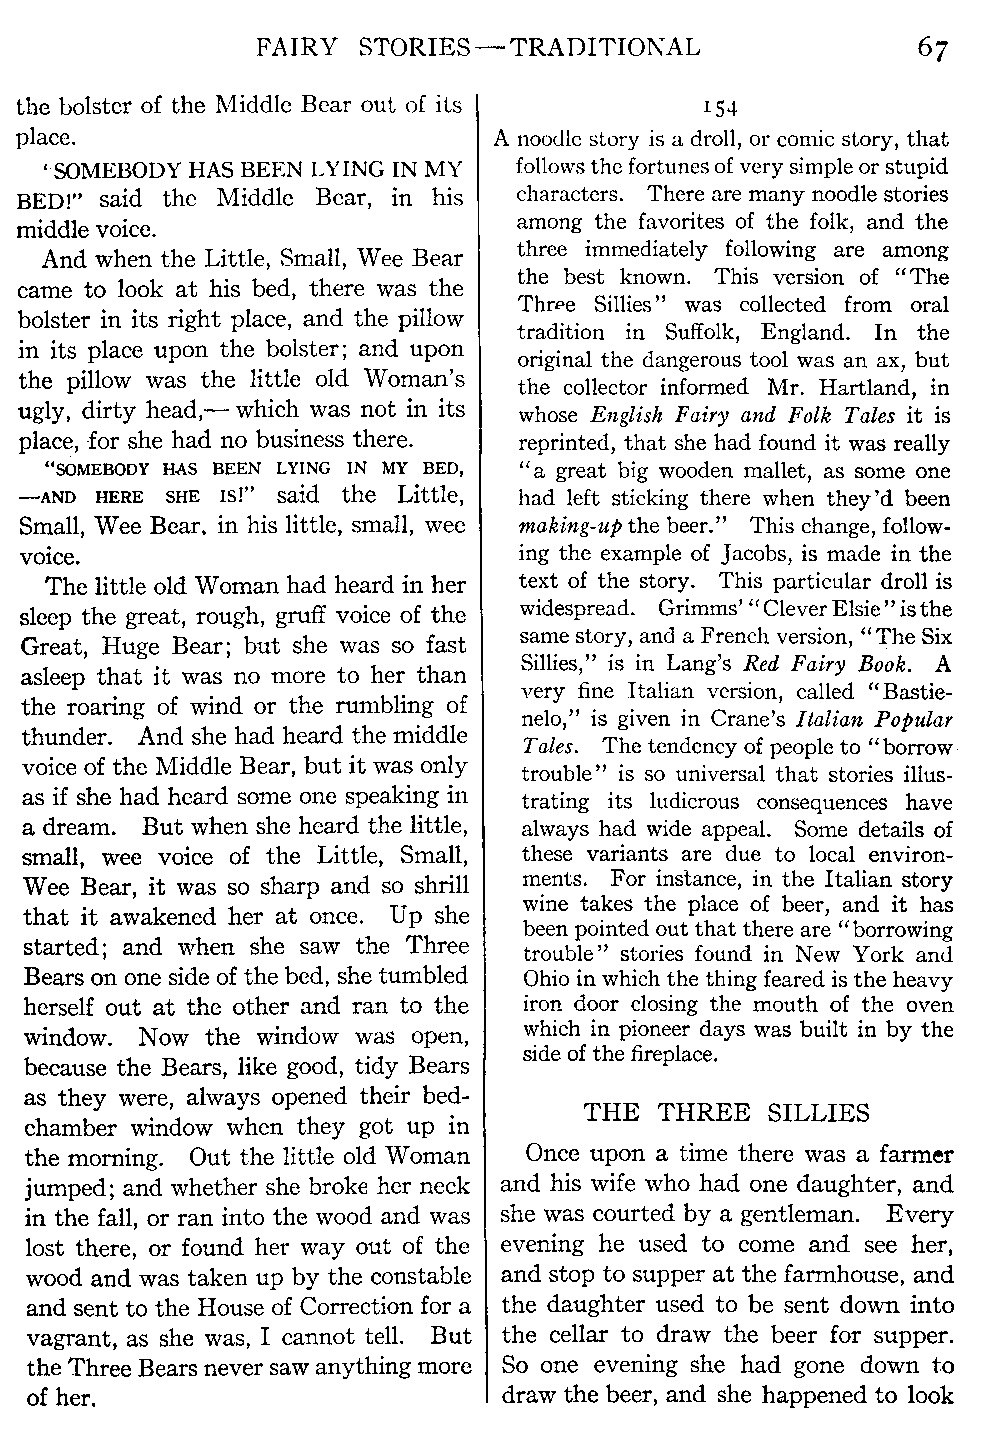 FAIRY STORIES—TRADITIONAL 67
the bolster of the Middle Bear out of its
place.
"SOMEBODY HAS BEEN LYING IN MY
BED!" said the Middle Bear, in his
middle voice.
And when the Little, Small, Wee Bear
came to look at his bed, there was the
bolster in its right place, and the pillow
in its place upon the bolster; and upon
the pillow was the little old Woman's
ugly, dirty head,—which was not in its
place, for she had no business there.
"SOMEBODY HAS BEEN LYING IN MY BED,
—AND HERE SHE IS!" said the Little,
Small, Wee Bear, in his little, small, wee
voice.
The little old Woman had heard in her
sleep the great, rough, gruff voice of the
Great, Huge Bear; but she was so fast
asleep that it was no more to her than
the roaring of wind or the rumbling of
thunder. And she had heard the middle
voice of the Middle Bear, but it was only
as if she had heard some one speaking in
a dream. But when she heard the little,
small, wee voice of the Little, Small,
Wee Bear, it was so sharp and so shrill
that it awakened her at once. Up she
started; and when she saw the Three
Bears on one side of the bed, she tumbled
herself out at the other and ran to the
window. Now the window was open,
because the Bears, like good, tidy Bears
as they were, always opened their bed-
chamber window when they got up in
the morning. Out the little old Woman
jumped; and whether she broke her neck
in the fall, or ran into the wood and was
lost there, or found her way out of the
wood and was taken up by the constable
and sent to the House of Correction for a
vagrant, as she was, I cannot tell. But
the Three Bears never saw anything more
of her.
154
A noodle story is a droll, or comic story, that
follows the fortunes of very simple or stupid
characters. There are many noodle stories
among the favorites of the folk, and the
three immediately following are among
the best known. This version of "The
Three Sillies" was collected from oral
tradition in Suffolk, England. In the
original the dangerous tool was an ax, but
the collector informed Mr. Hartland, in
whose English Fairy and Folk Tales it is
reprinted, that she had found it was really
"a great big wooden mallet, as some one
had left sticking there when they'd been
making-up the beer." This change, follow-
ing the example of Jacobs, is made in the
text of the story. This particular droll is
widespread. Grimms' "Clever Elsie" is the
same story, and a French version, "The Six
Sillies," is in Lang's Red Fairy Book. A
very fine Italian version, called "Bastie-
nelo," is given in Crane's Italian Popular
Tales. The tendency of people to "borrow
trouble" is so universal that stories illus-
trating its ludicrous consequences have
always had wide appeal. Some details of
these variants are due to local environ-
ments. For instance, in the Italian story
wine takes the place of beer, and it has
been pointed out that there are "borrowing
trouble" stories found in New York and
Ohio in which the thing feared is the heavy
iron door closing the mouth of the oven
which in pioneer days was built in by the
side of the fireplace.
THE THREE SILLIES
Once upon a time there was a farmer
and his wife who had one daughter, and
she was courted by a gentleman. Every
evening he used to come and see her,
and stop to supper at the farmhouse, and
the daughter used to be sent down into
the cellar to draw the beer for supper.
So one evening she had gone down to
draw the beer, and she happened to look